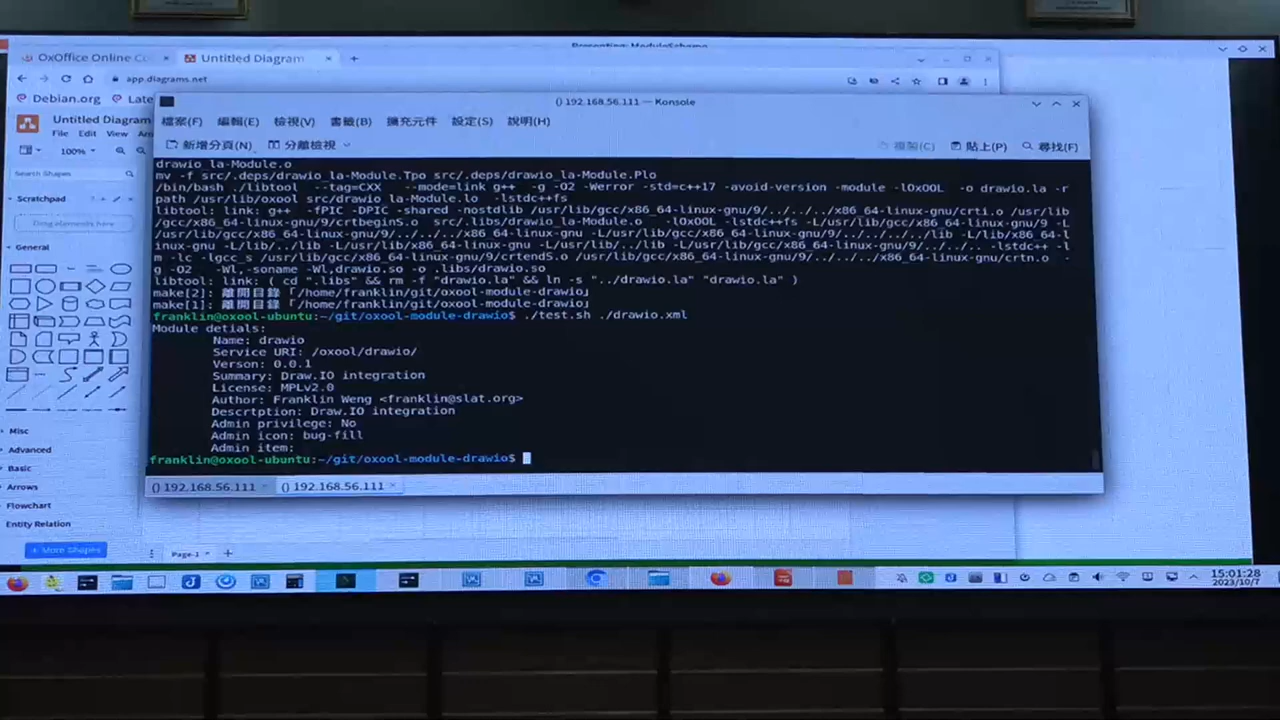 Presenting: ModuleSchema
OxOffice Online Co
Untitled Diagram
app.diagrams.net
Debian.org
Late
Untitled Diagram
File Edit View
100%
Search Shapes
Scratchpad
Drag elements here
General
Misc
Advanced
Basic
Arrows
Flowchart
Entity Relation
+ More Shapes
Page-1
() 192.168.56.111 — Konsole
檔案(F) 編輯(E) 檢視(V) 書籤(B) 擴充元件 設定(S) 說明(H)
新增分頁(N) 分離檢視 複製(C) 貼上(P) 尋找(F)
drawio_la-Module.o
mv -f src/.deps/drawio_la-Module.Tpo src/.deps/drawio_la-Module.Plo
/bin/bash ./libtool --tag=CXX --mode=link g++ -g -O2 -Werror -std=c++17 -avoid-version -module -lOxOOL -o drawio.la -r
path /usr/lib/oxool src/drawio_la-Module.lo -lstdc++fs
libtool: link: g++ -fPIC -DPIC -shared -nostdlib /usr/lib/gcc/x86_64-linux-gnu/9/../../../x86_64-linux-gnu/crti.o /usr/lib/gcc/x86_64-linux-gnu/9/crtbeginS.o src/.libs/drawio_la-Module.o -lOxOOL -lstdc++fs -L/usr/lib/gcc/x86_64-linux-gnu/9 -L
/usr/lib/gcc/x86_64-linux-gnu/9/../../../x86_64-linux-gnu -L/usr/lib/gcc/x86_64-linux-gnu/9/../../../../lib -L/lib/x86_64-l
inux-gnu -L/lib/../lib -L/usr/lib/x86_64-linux-gnu -L/usr/lib/../lib -L/usr/lib/gcc/x86_64-linux-gnu/9/../../.. -lstdc++ -l
m -lc -lgcc_s /usr/lib/gcc/x86_64-linux-gnu/9/crtendS.o /usr/lib/gcc/x86_64-linux-gnu/9/../../../x86_64-linux-gnu/crtn.o -
g -O2 -Wl,-soname -Wl,drawio.so -o .libs/drawio.so
libtool: link: ( cd ".libs" && rm -f "drawio.la" && ln -s "../drawio.la" "drawio.la" )
make[2]: 離開目錄「/home/franklin/git/oxool-module-drawio」
make[1]: 離開目錄「/home/franklin/git/oxool-module-drawio」
franklin@oxool-ubuntu:~/git/oxool-module-drawio$ ./test.sh ./drawio.xml
Module detials:
Name: drawio
Service URI: /oxool/drawio/
Verson: 0.0.1
Summary: Draw.IO integration
License: MPLv2.0
Author: Franklin Weng <franklin@slat.org>
Descrtption: Draw.IO integration
Admin privilege: No
Admin icon: bug-fill
Admin item:
franklin@oxool-ubuntu:~/git/oxool-module-drawio$
() 192.168.56.111
() 192.168.56.111
15:01:28
2023/10/7